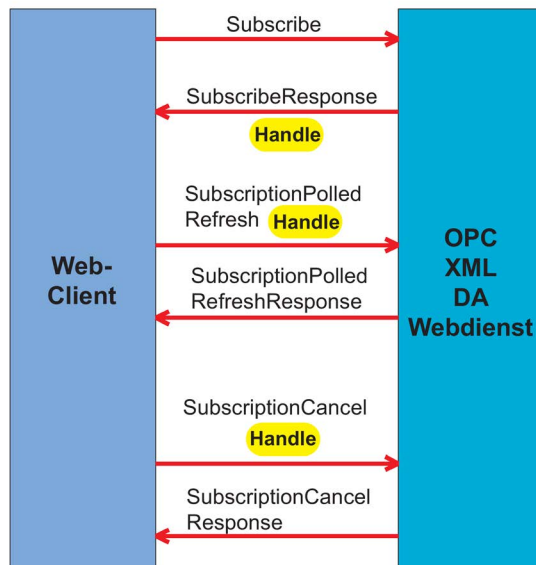 Subscribe
SubscribeResponse
Handle
SubscriptionPolled
Refresh Handle
SubscriptionPolled
RefreshResponse
SubscriptionCancel
Handle
SubscriptionCancel
Response
Web-
Client
OPC
XML
DA
Webdienst